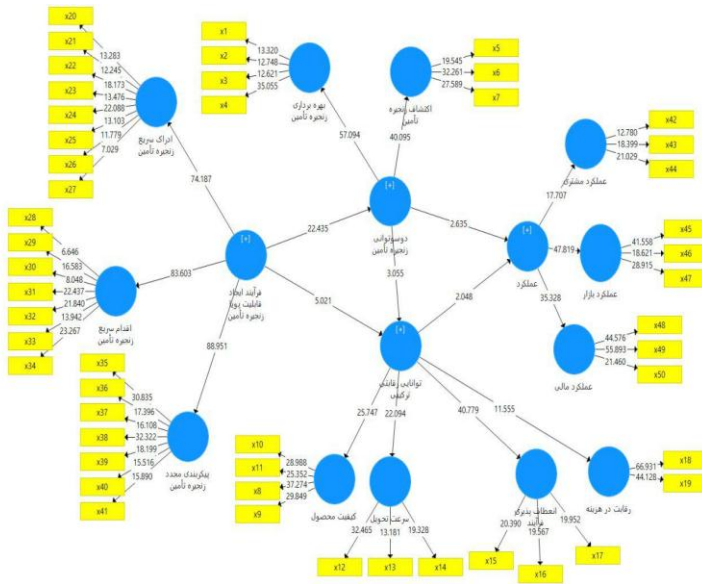 x20
x21
x22
x23
x24
x25
x26
x27
13.283
12.245
18.173
13.476
22.088
13.103
11.779
7.029
ادراک سریع
زنجیره تأمین
x1
x2
x3
x4
13.320
12.748
12.621
35.055
بهره برداری
زنجیره تأمین
x5
x6
x7
19.545
32.261
27.589
اکتشاف زنجیره
تأمین
57.094
40.095
74.187
x42
x43
x44
12.780
18.399
21.029
عملکرد مشتری
17.707
[+]
دوسوتوانی
زنجیره تأمین
22.435
2.635
3.055
x28
x29
x30
x31
x32
x33
x34
6.646
16.583
8.048
22.437
21.840
13.942
23.267
اقدام سریع
زنجیره تأمین
83.603
[+]
فرآیند ایجاد
قابلیت پویا
زنجیره تأمین
[+]
عملکرد
47.819
x45
x46
x47
41.558
18.621
28.915
عملکرد بازار
35.328
5.021
2.048
88.951
x48
x49
x50
44.576
55.893
21.460
عملکرد مالی
[+]
توانایی رقابتی
ترکیبی
x35
x36
x37
x38
x39
x40
x41
30.835
17.396
16.108
32.322
18.199
15.516
15.890
پیکربندی مجدد
زنجیره تأمین
25.747
22.094
40.779
11.555
x10
x11
x8
x9
28.988
25.352
37.274
29.849
کیفیت محصول
سرعت تحویل
32.465
13.181
19.328
x12
x13
x14
انعطاف پذیری
فرآیند
20.390
19.567
19.952
x15
x16
x17
66.931
44.128
x18
x19
رقابت در هزینه